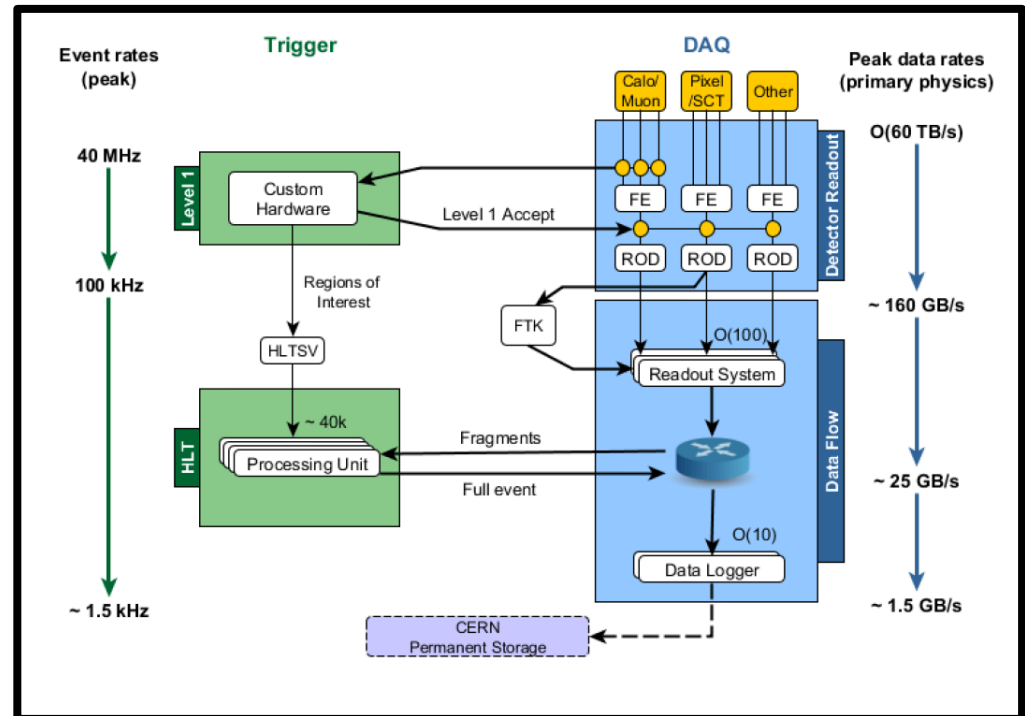 Event rates
(peak)
Trigger
DAQ
Peak data rates
(primary physics)
Calo/
Muon
Pixel
/SCT
Other
40 MHz
O(60 TB/s)
Level 1
Custom
Hardware
FE
FE
FE
Level 1 Accept
ROD
ROD
ROD
Detector Readout
100 kHz
Regions of
Interest
~ 160 GB/s
FTK
O(100)
HLTSV
Readout System
~ 40k
HLT
Processing Unit
Fragments
Full event
Data Flow
~ 25 GB/s
O(10)
Data Logger
~ 1.5 kHz
~ 1.5 GB/s
CERN
Permanent Storage